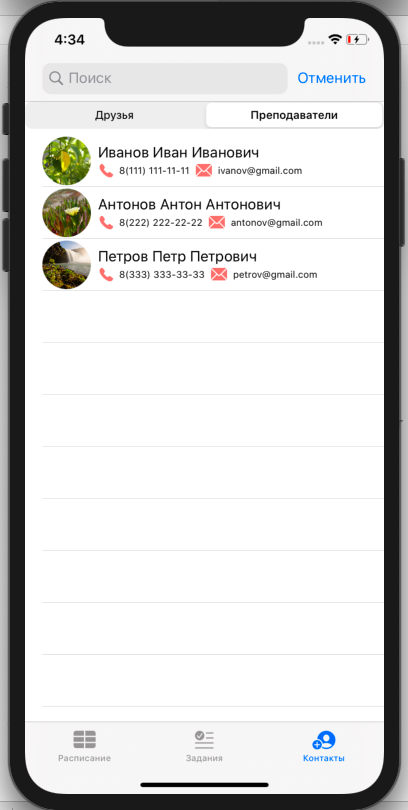 4:34
Поиск Отменить
Друзья Преподаватели
Иванов Иван Иванович
8(111) 111-11-11 ivanov@gmail.com
Антонов Антон Антонович
8(222) 222-22-22 antonov@gmail.com
Петров Петр Петрович
8(333) 333-33-33 petrov@gmail.com
Расписание Задания Контакты